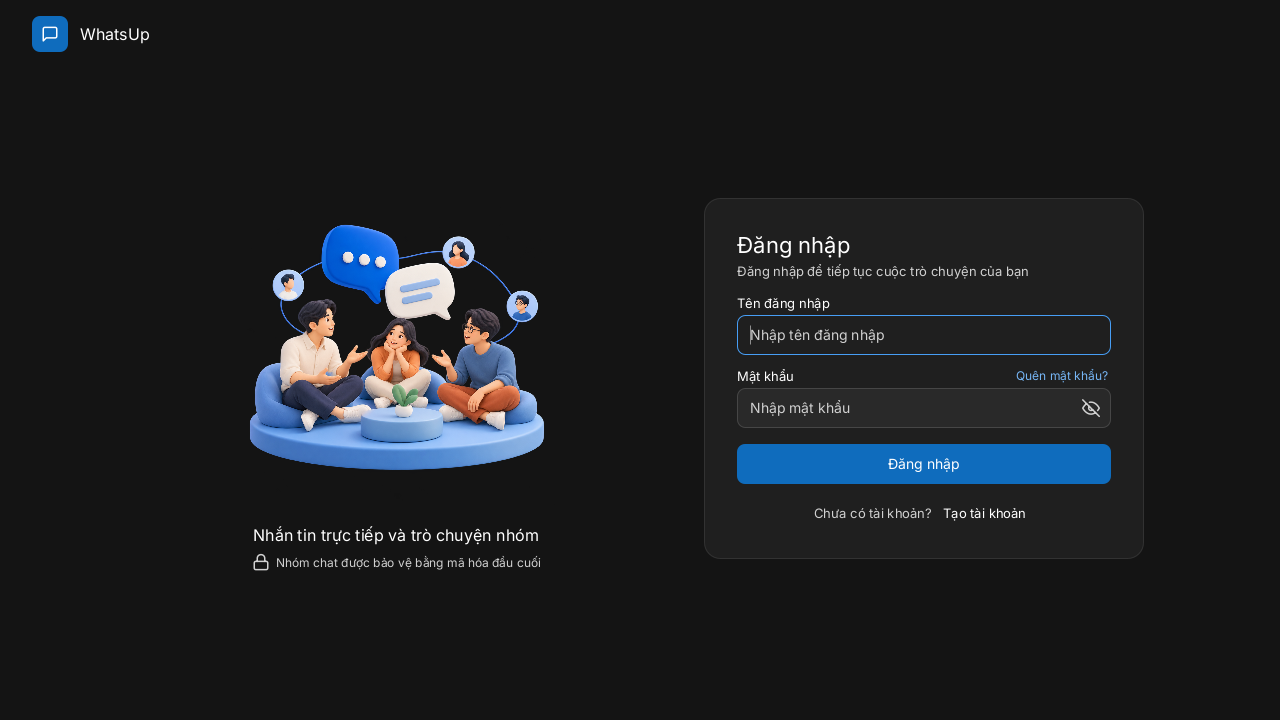 WhatsUp
Nhắn tin trực tiếp và trò chuyện nhóm
Nhóm chat được bảo vệ bằng mã hóa đầu cuối
Đăng nhập
Đăng nhập để tiếp tục cuộc trò chuyện của bạn
Tên đăng nhập
Nhập tên đăng nhập
Mật khẩu Quên mật khẩu?
Nhập mật khẩu
Đăng nhập
Chưa có tài khoản? Tạo tài khoản